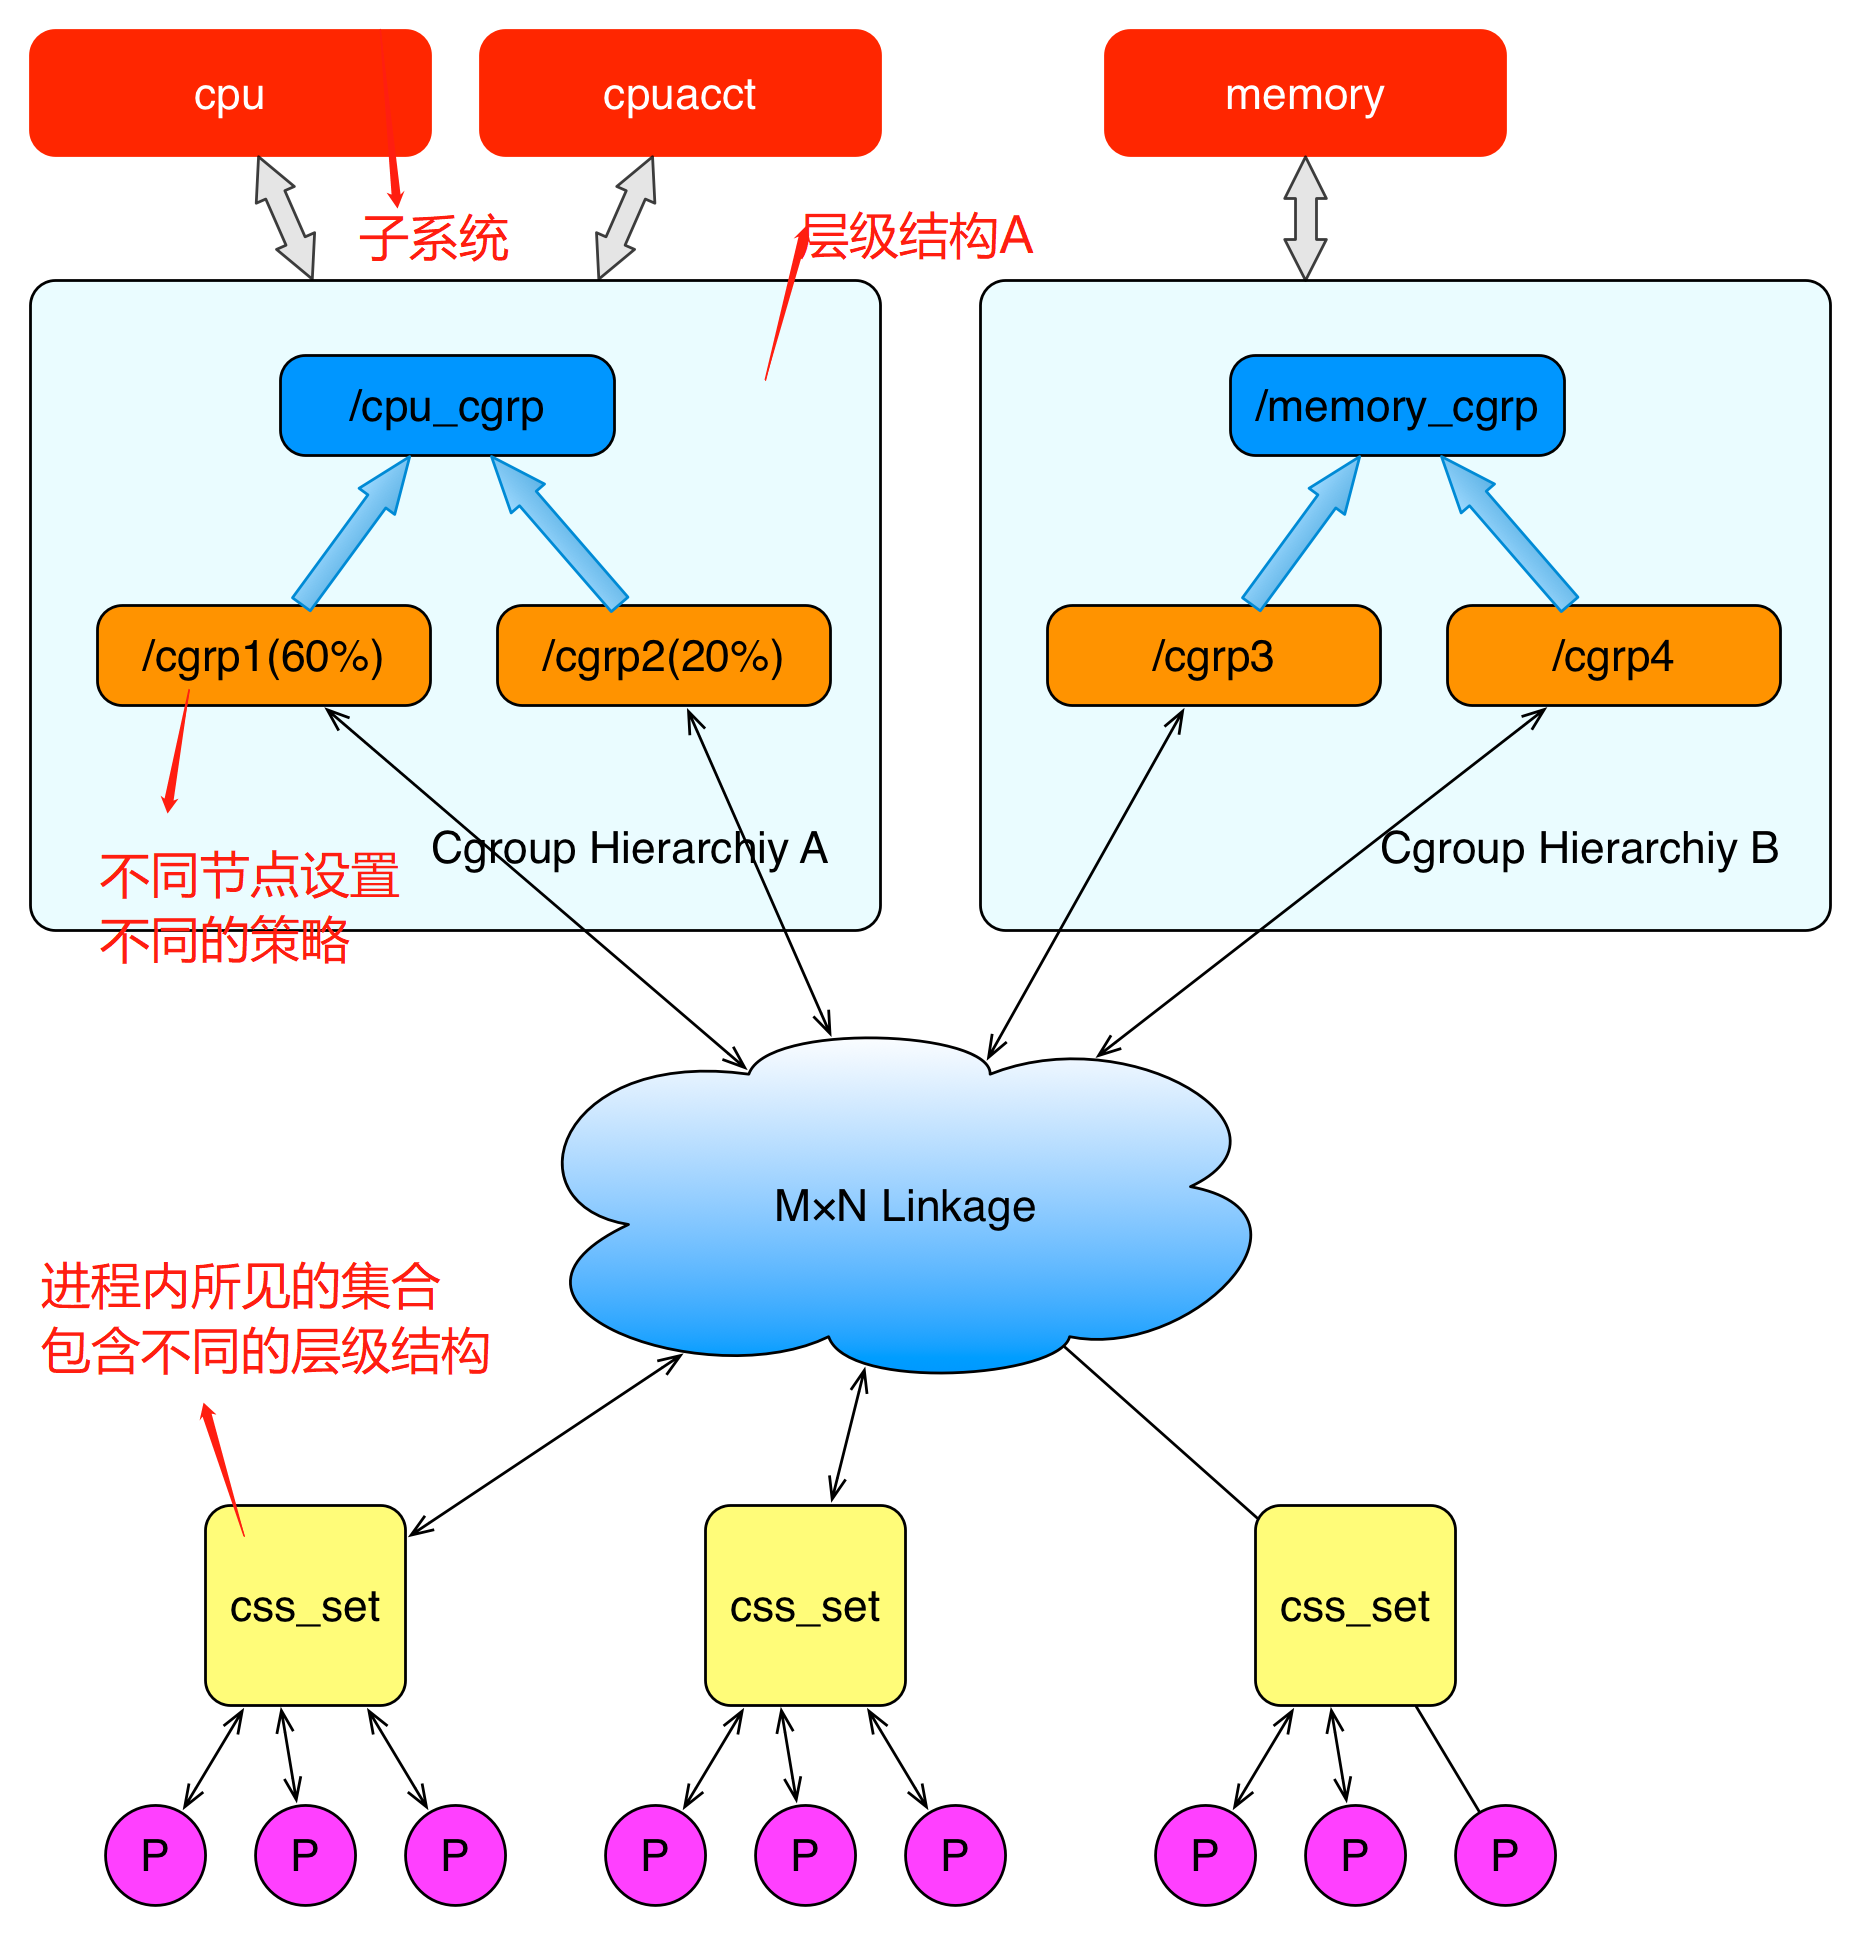 cpu
cpuacct
memory
子系统
层级结构A
/cpu_cgrp
/memory_cgrp
/cgrp1(60%)
/cgrp2(20%)
/cgrp3
/cgrp4
Cgroup Hierarchiy A
Cgroup Hierarchiy B
不同节点设置
不同的策略
M×N Linkage
进程内所见的集合
包含不同的层级结构
css_set
css_set
css_set
P
P
P
P
P
P
P
P
P